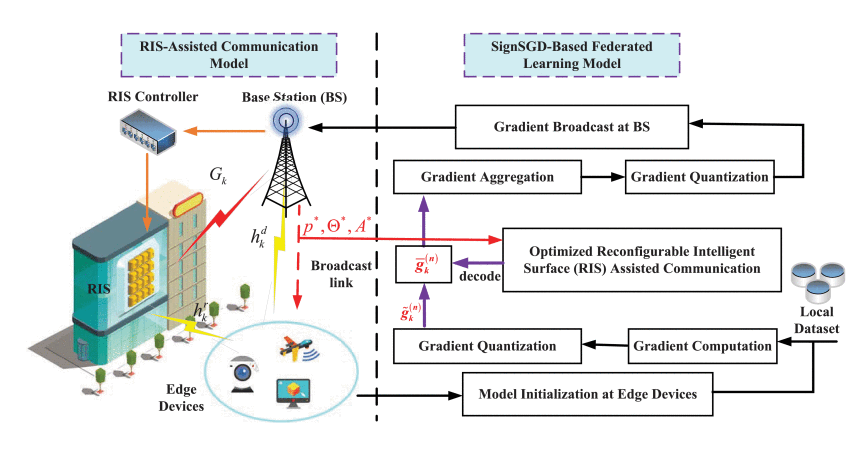 RIS-Assisted Communication
Model
SignSGD-Based Federated
Learning Model
RIS Controller
Base Station (BS)
Gradient Broadcast at BS
G_k
Gradient Aggregation
Gradient Quantization
h_k^d
p^*, Θ^*, A^*
Broadcast
link
\overline{g}_k^{(n)}
decode
Optimized Reconfigurable Intelligent
Surface (RIS) Assisted Communication
RIS
h_k^r
\tilde{g}_k^{(n)}
Local
Dataset
Gradient Quantization
Gradient Computation
Edge
Devices
Model Initialization at Edge Devices